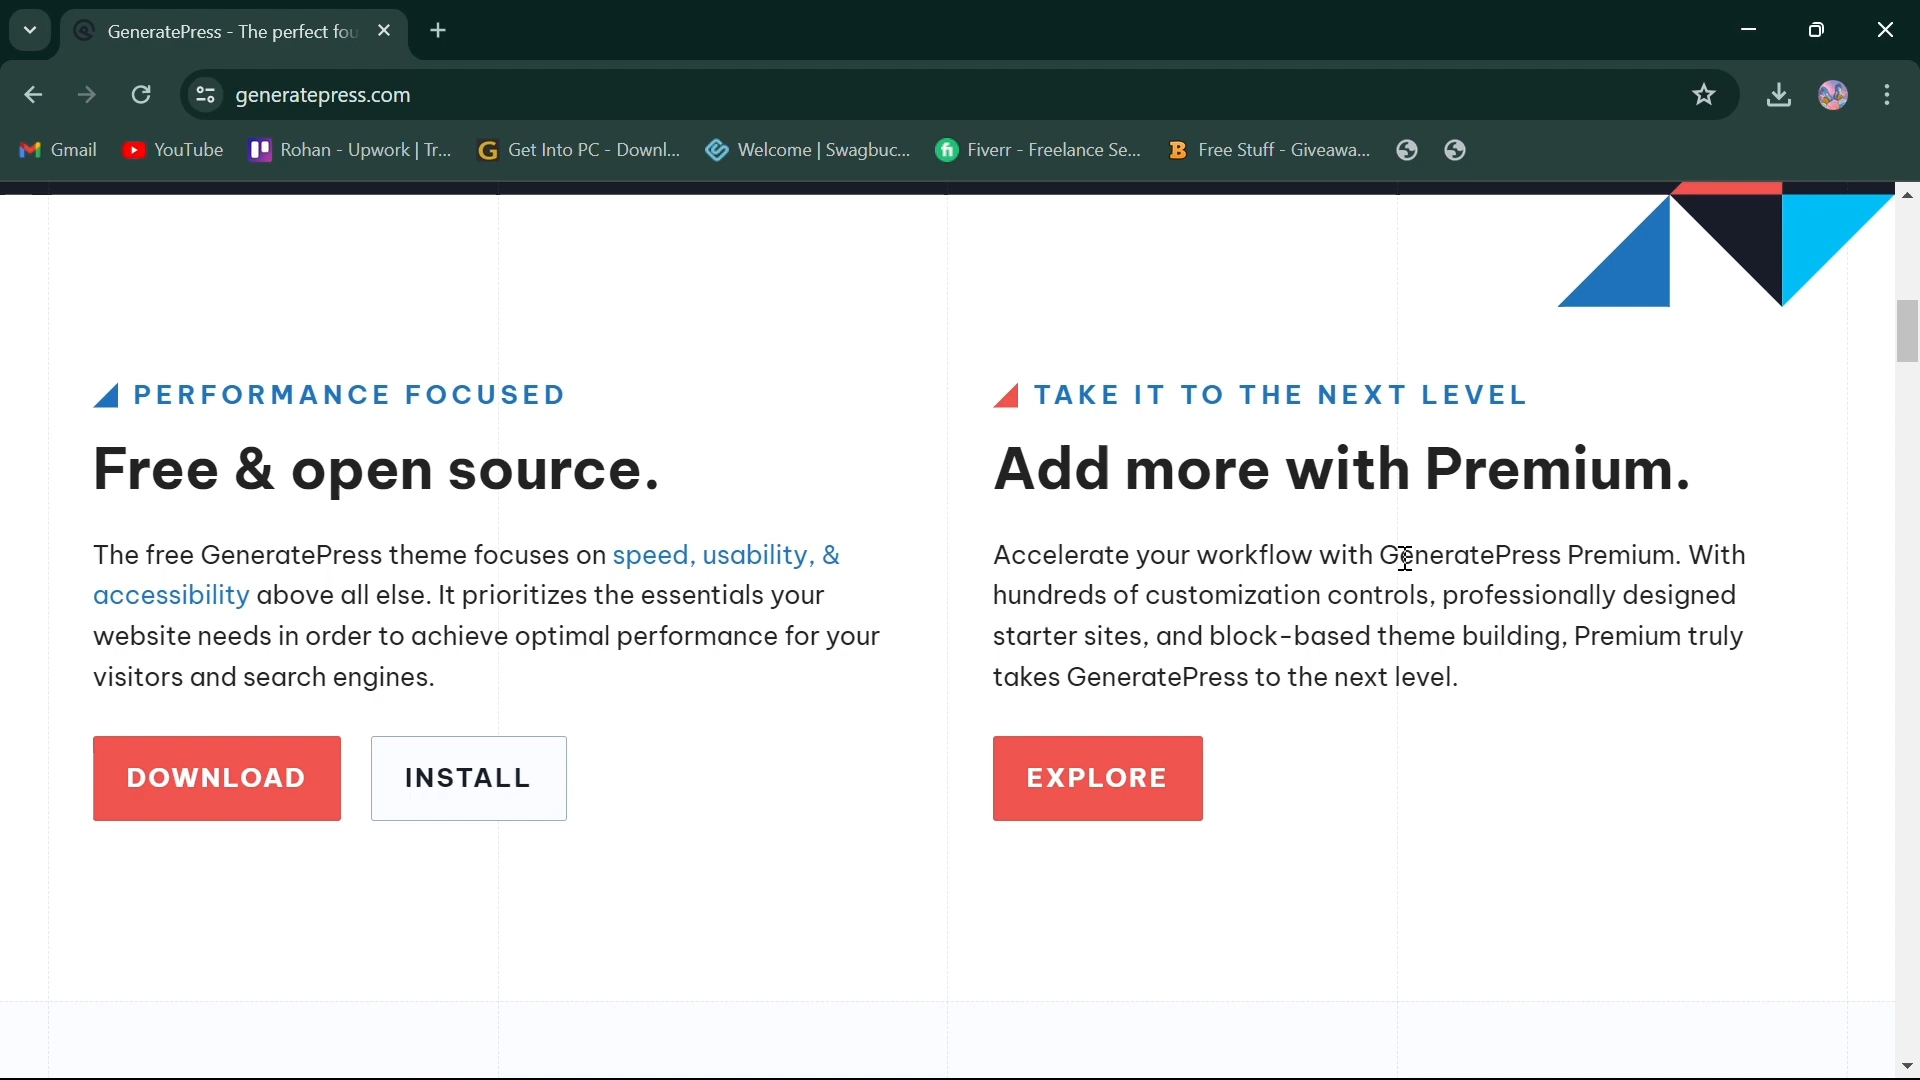 GeneratePress - The perfect fou
generatepress.com
Gmail
YouTube
Rohan - Upwork | Tr...
Get Into PC - Downl...
Welcome | Swagbuc...
Fiverr - Freelance Se...
Free Stuff - Giveawa...
PERFORMANCE FOCUSED
Free & open source.
The free GeneratePress theme focuses on speed, usability, &
accessibility above all else. It prioritizes the essentials your
website needs in order to achieve optimal performance for your
visitors and search engines.
DOWNLOAD
INSTALL
TAKE IT TO THE NEXT LEVEL
Add more with Premium.
Accelerate your workflow with GeneratePress Premium. With
hundreds of customization controls, professionally designed
starter sites, and block-based theme building, Premium truly
takes GeneratePress to the next level.
EXPLORE